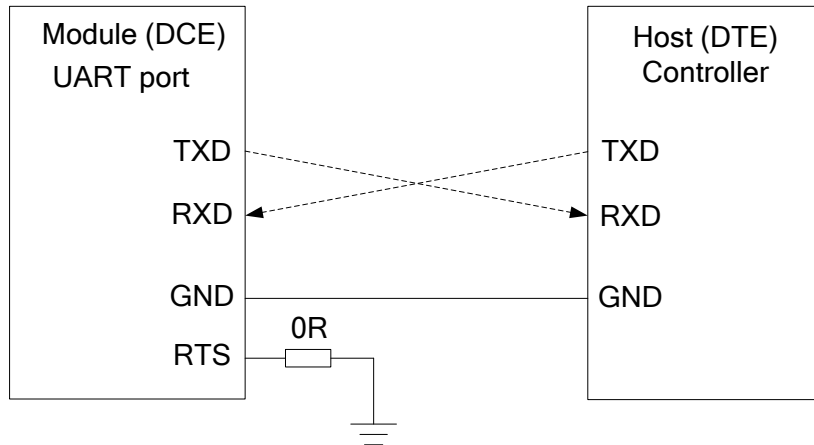 Module (DCE)
UART port
TXD
RXD
GND
RTS
0R
Host (DTE)
Controller
TXD
RXD
GND